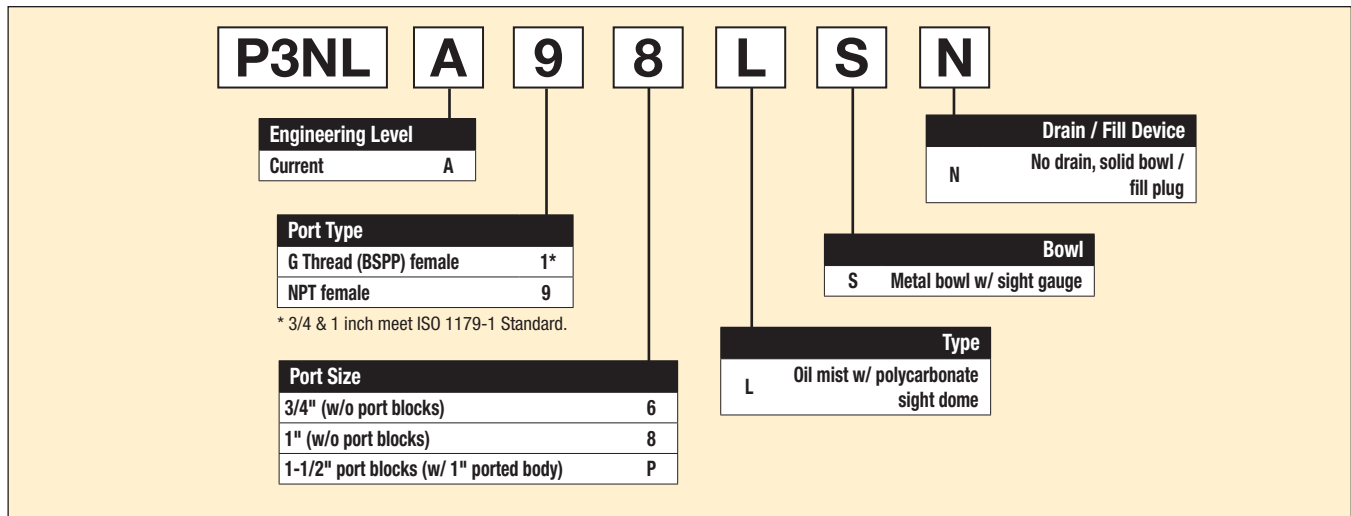 P3NL A 9 8 L S N
Engineering Level
Current A
Drain / Fill Device
N No drain, solid bowl /
fill plug
Port Type
G Thread (BSPP) female 1*
NPT female 9
* 3/4 & 1 inch meet ISO 1179-1 Standard.
Bowl
S Metal bowl w/ sight gauge
Type
L Oil mist w/ polycarbonate
sight dome
Port Size
3/4" (w/o port blocks) 6
1" (w/o port blocks) 8
1-1/2" port blocks (w/ 1" ported body) P